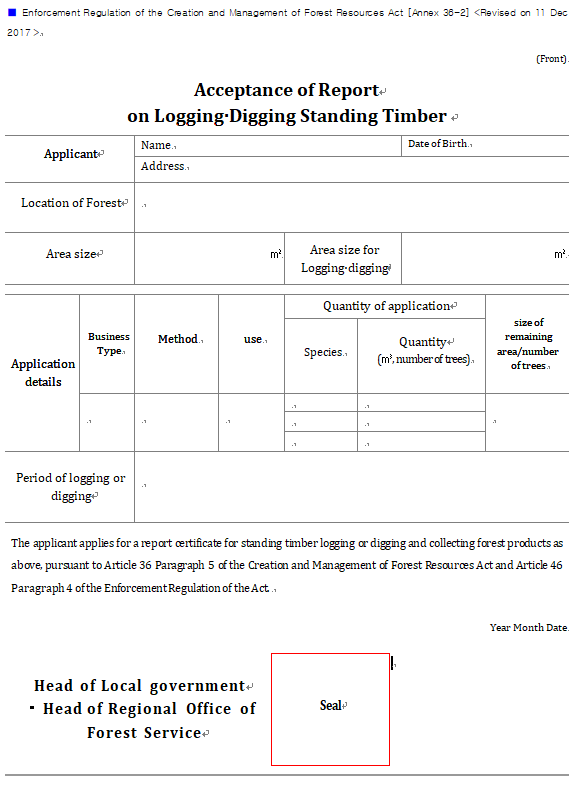 ■ Enforcement Regulation of the Creation and Management of Forest Resources Act [Annex 36-2] <Revised on 11 Dec
2017 >
(Front)
Acceptance of Report
on Logging·Digging Standing Timber
Applicant
Name
Date of Birth
Address
Location of Forest
Area size
m²
Area size for
Logging·digging
m²
Application
details
Business
Type
Method
use
Quantity of application
Species
Quantity
(m², number of trees)
size of
remaining
area/number
of trees
Period of logging or
digging
The applicant applies for a report certificate for standing timber logging or digging and collecting forest products as
above, pursuant to Article 36 Paragraph 5 of the Creation and Management of Forest Resources Act and Article 46
Paragraph 4 of the Enforcement Regulation of the Act.
Year Month Date
Head of Local government
· Head of Regional Office of
Forest Service
Seal